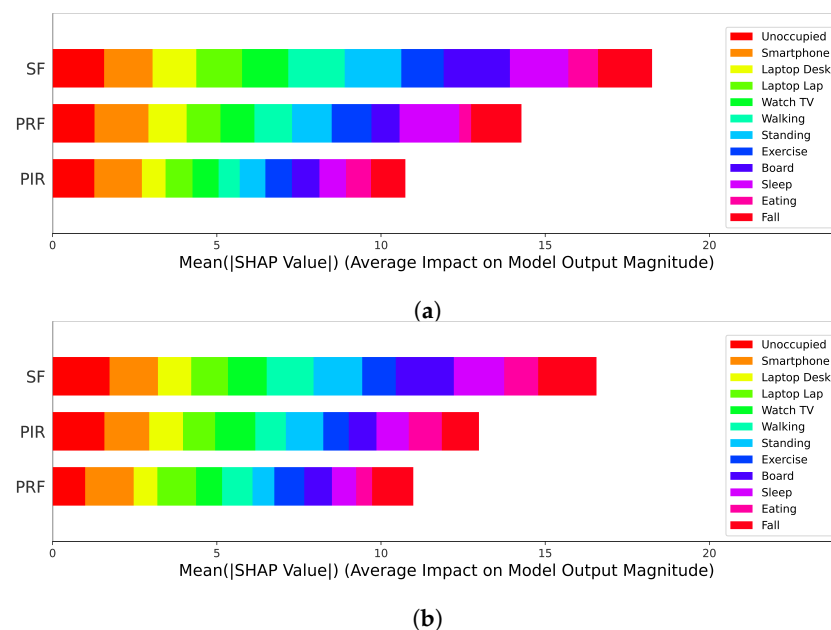 SF
PRF
PIR
Unoccupied
Smartphone
Laptop Desk
Laptop Lap
Watch TV
Walking
Standing
Exercise
Board
Sleep
Eating
Fall
0 5 10 15 20
Mean(|SHAP Value|) (Average Impact on Model Output Magnitude)
(a)
SF
PIR
PRF
Unoccupied
Smartphone
Laptop Desk
Laptop Lap
Watch TV
Walking
Standing
Exercise
Board
Sleep
Eating
Fall
0 5 10 15 20
Mean(|SHAP Value|) (Average Impact on Model Output Magnitude)
(b)